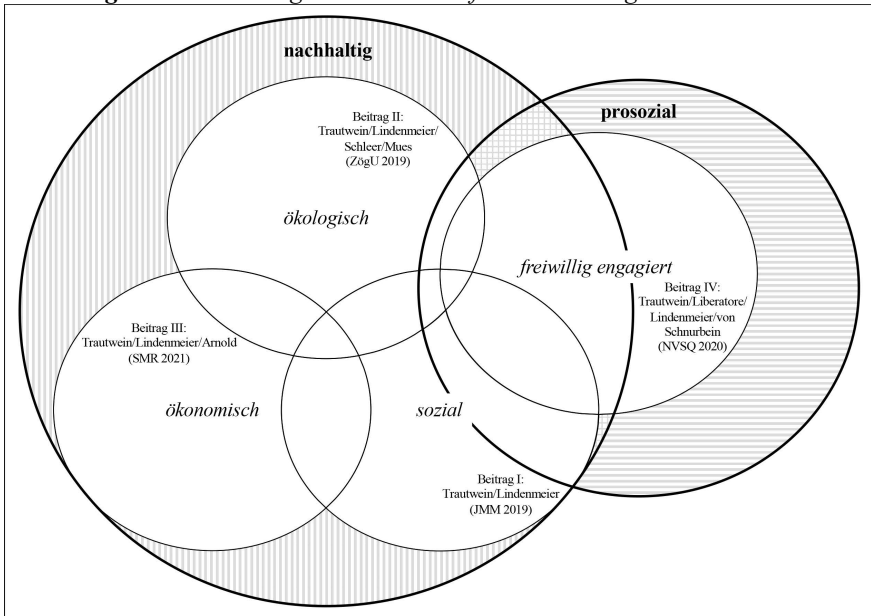 nachhaltig
prosozial
Beitrag II:
Trautwein/Lindenmeier/
Schleer/Mues
(ZögU 2019)
ökologisch
freiwillig engagiert
Beitrag IV:
Trautwein/Liberatore/
Lindenmeier/von
Schnurbein
(NVSQ 2020)
Beitrag III:
Trautwein/Lindenmeier/Arnold
(SMR 2021)
ökonomisch
sozial
Beitrag I:
Trautwein/Lindenmeier
(JMM 2019)